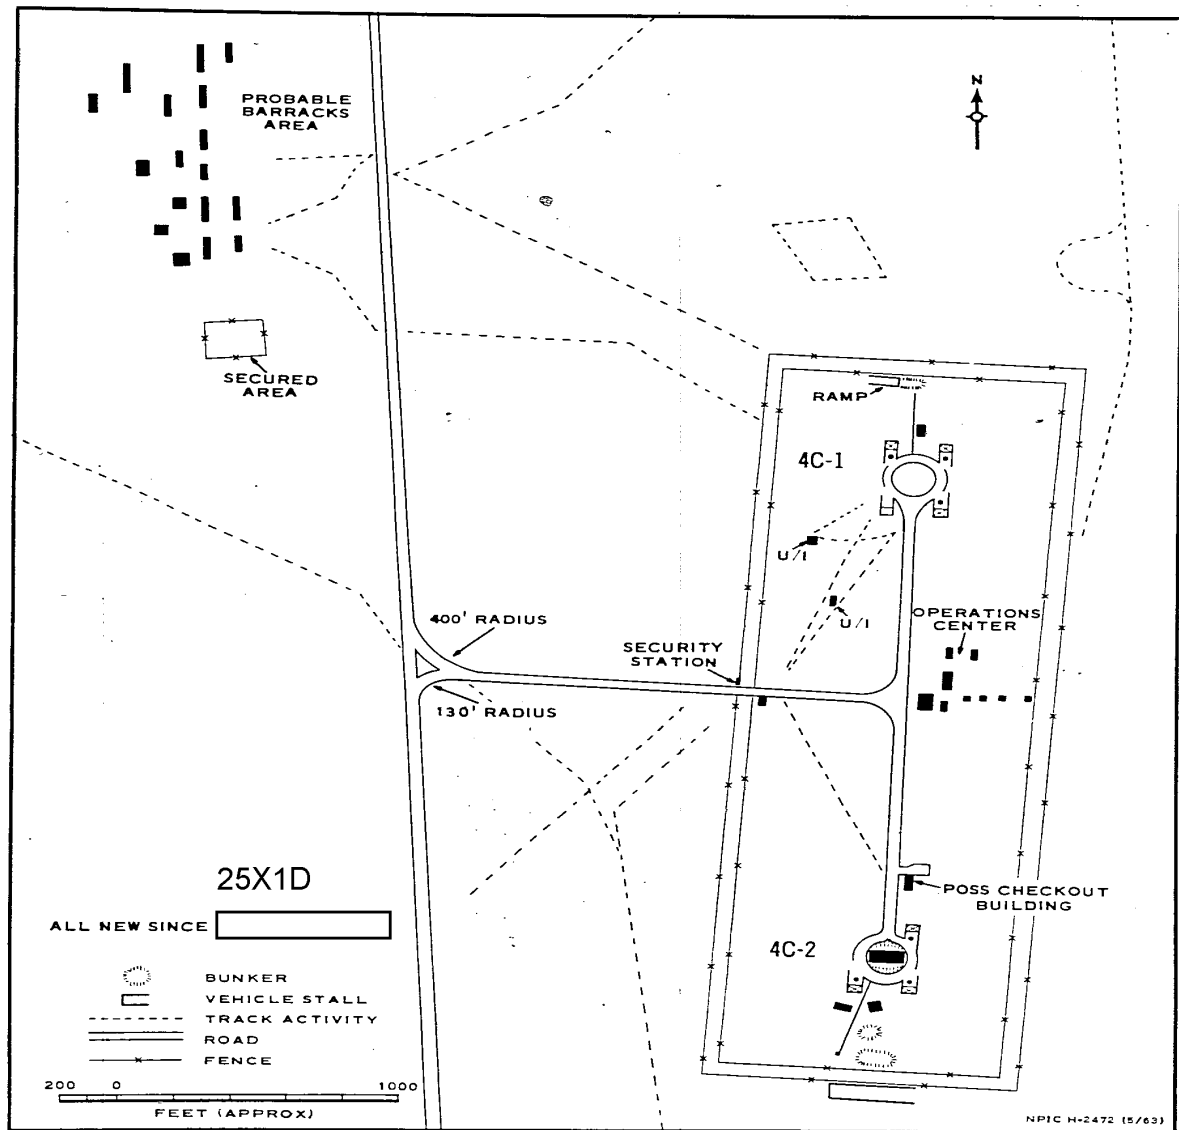 N
PROBABLE
BARRACKS
AREA
SECURED
AREA
RAMP
4C-1
U/I
U/I
OPERATIONS
CENTER
400' RADIUS
SECURITY
STATION
130' RADIUS
25X1D
ALL NEW SINCE
POSS CHECKOUT
BUILDING
4C-2
BUNKER
VEHICLE STALL
TRACK ACTIVITY
ROAD
FENCE
200 0 1000
FEET (APPROX)
NPIC H-2472 (5/63)